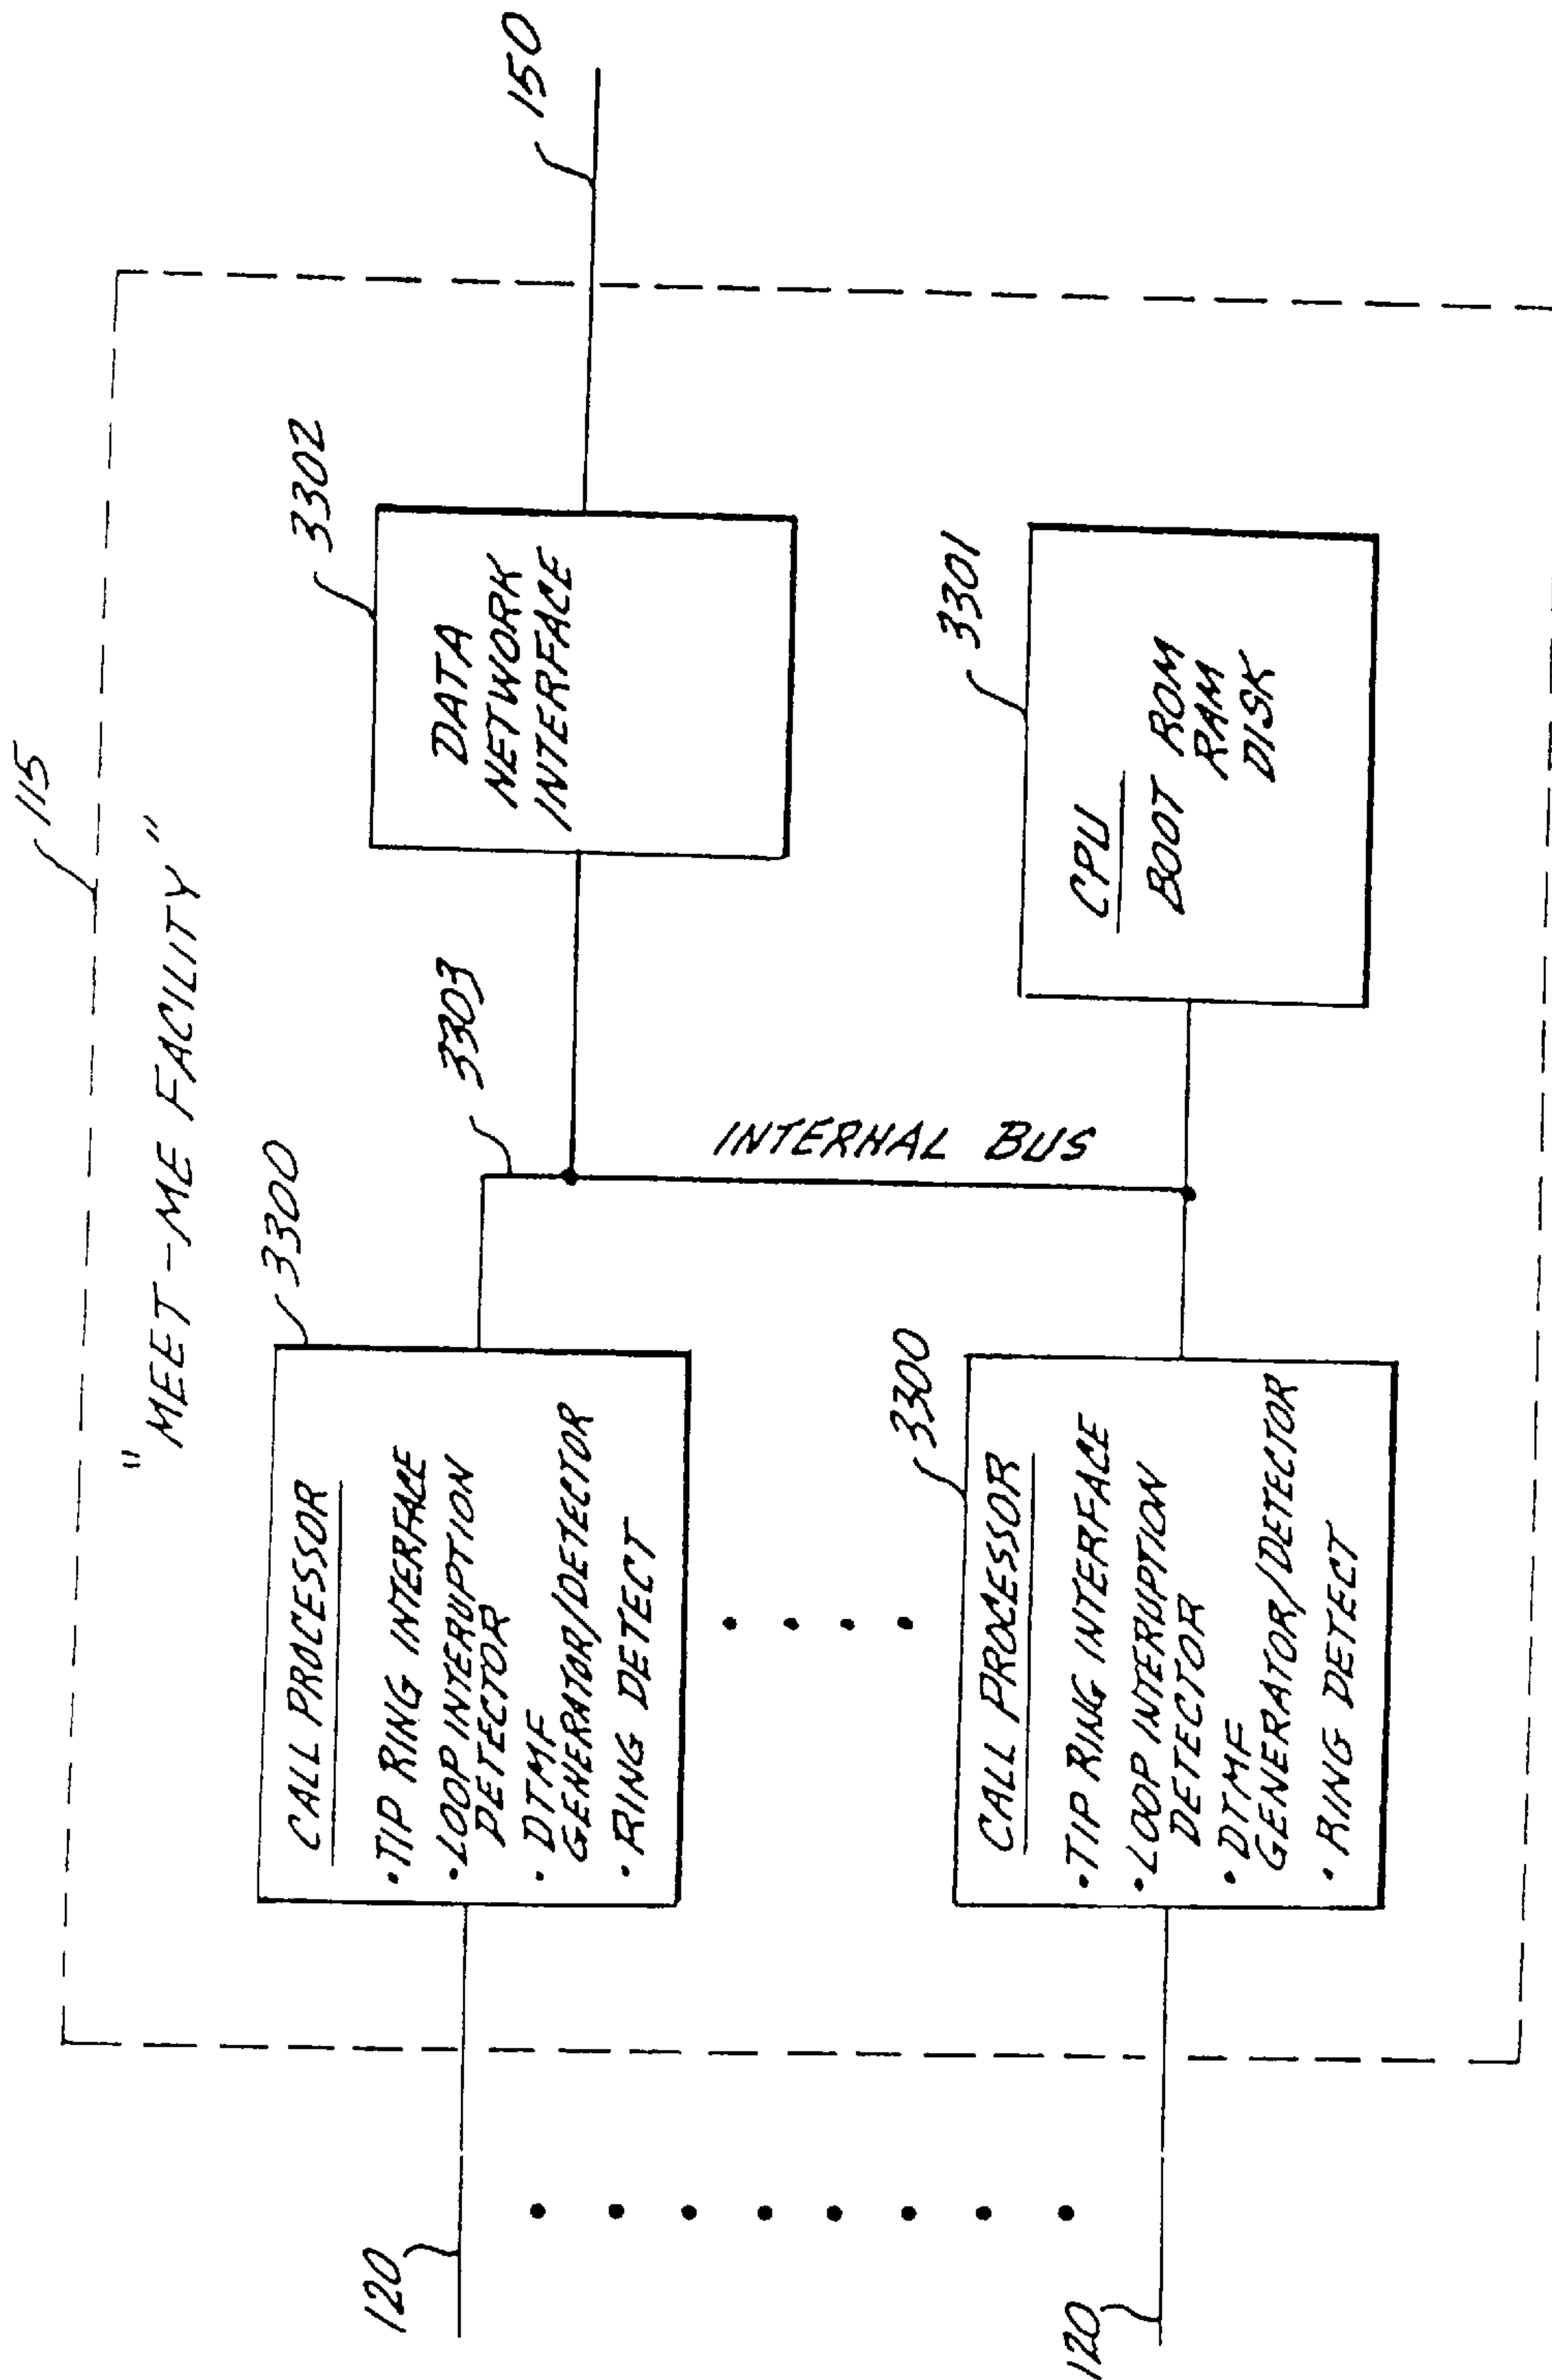 115
"MEET-ME FACILITY"
3300
CALL PROCESSOR
•TIP RING INTERFACE
•LOOP INTERUPTION
DETECTOR
•DTMF
GENERATOR/DETECTOR
•RING DETECT
120
3303
INTERNAL BUS
3302
DATA
NETWORK
INTERFACE
150
3300
CALL PROCESSOR
•TIP RING INTERFACE
•LOOP INTERUPTION
DETECTOR
•DTMF
GENERATOR/DETECTOR
•RING DETECT
120
3301
CPU
BOOT ROM
RAM
DISK